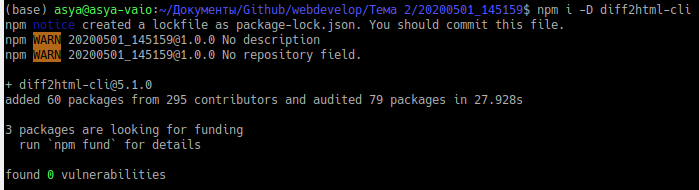 (base) asya@asya-vaio:~/Документы/Github/webdevelop/Тема 2/20200501_145159$ npm i -D diff2html-cli
npm notice created a lockfile as package-lock.json. You should commit this file.
npm WARN 20200501_145159@1.0.0 No description
npm WARN 20200501_145159@1.0.0 No repository field.
+ diff2html-cli@5.1.0
added 60 packages from 295 contributors and audited 79 packages in 27.928s
3 packages are looking for funding
run `npm fund` for details
found 0 vulnerabilities